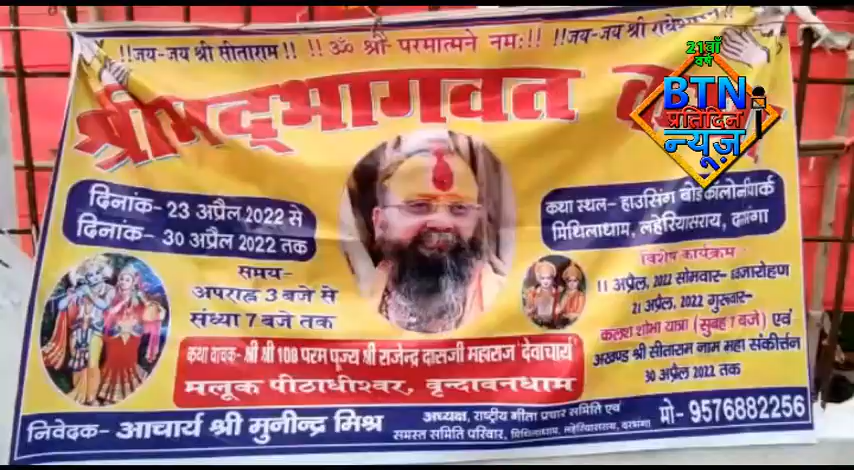 !!जय-जय श्री सीताराम!! !!ॐ श्री परमात्मने नमः!! !!जय-जय श्री राधेश्याम!!
श्रीमद्भागवत
21वाँ
वर्ष
BTN
प्रतिदिन
न्यूज़
दिनांक- 23 अप्रैल 2022 से
दिनांक- 30 अप्रैल 2022 तक
समय-
अपराह्न 3 बजे से
संध्या 7 बजे तक
कथा स्थल- हाउसिंग बोर्ड कॉलोनी पार्क
मिथिलाधाम, लहेरियासराय, दरभंगा
विशेष कार्यक्रम
11 अप्रैल, 2022 सोमवार- ध्वजारोहण
21 अप्रैल, 2022 गुरूवार-
कलश शोभा यात्रा (सुबह 7 बजे) एवं
अखण्ड श्री सीताराम नाम महा संकीर्त्तन
30 अप्रैल 2022 तक
कथा वाचक- श्री श्री 108 परम पूज्य श्री राजेन्द्र दासजी महाराज 'देवाचार्य'
मलूक पीठाधीश्वर, वृन्दावनधाम
निवेदक- आचार्य श्री मुनीन्द्र मिश्र
अध्यक्ष, राष्ट्रीय गीता प्रचार समिति एवं
समस्त समिति परिवार, मिथिलाधाम, लहेरियासराय, दरभंगा
मो- 9576882256